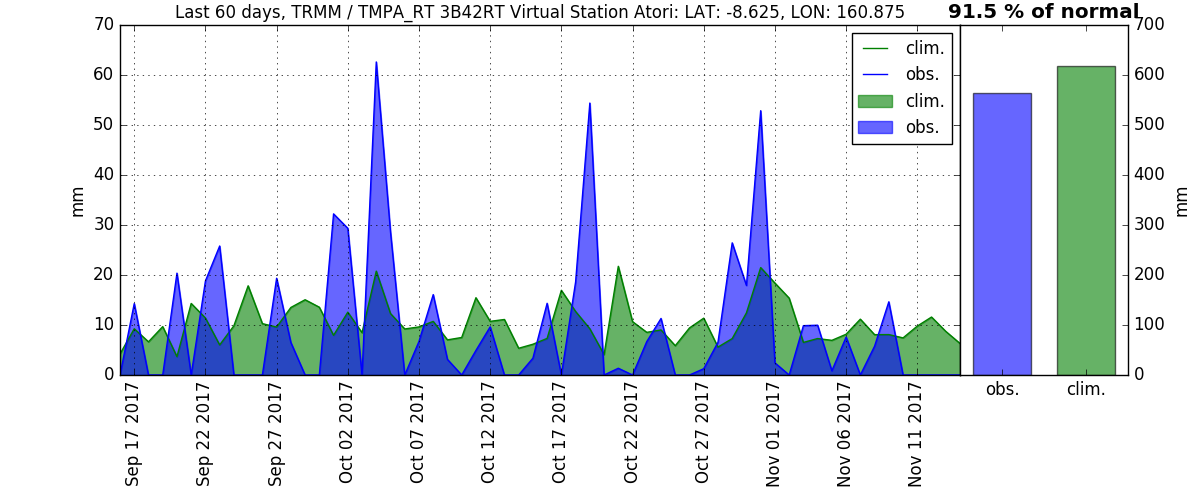 Last 60 days, TRMM / TMPA_RT 3B42RT Virtual Station Atori: LAT: -8.625, LON: 160.875
91.5 % of normal
70
60
50
40
30
20
10
0
mm
clim.
obs.
clim.
obs.
700
600
500
400
300
200
100
0
mm
Sep 17 2017
Sep 22 2017
Sep 27 2017
Oct 02 2017
Oct 07 2017
Oct 12 2017
Oct 17 2017
Oct 22 2017
Oct 27 2017
Nov 01 2017
Nov 06 2017
Nov 11 2017
obs.
clim.